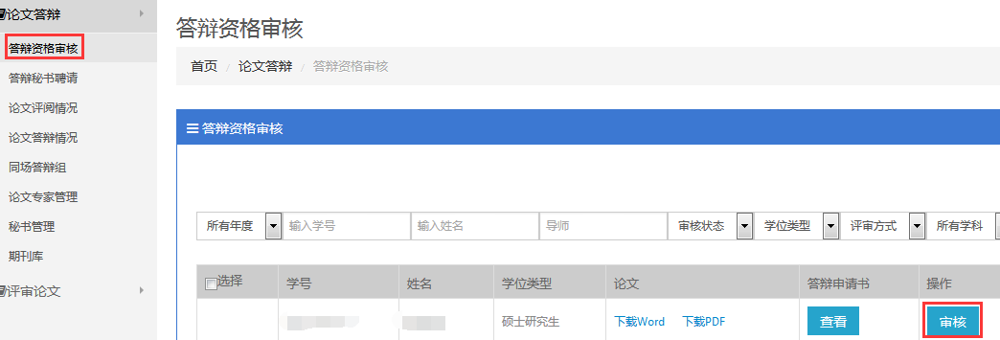 论文答辩
答辩资格审核
答辩秘书聘请
论文评阅情况
论文答辩情况
同场答辩组
论文专家管理
秘书管理
期刊库
评审论文
答辩资格审核
首页 / 论文答辩 / 答辩资格审核
答辩资格审核
所有年度 输入学号 输入姓名 导师 审核状态 学位类型 评审方式 所有学科
选择 学号 姓名 学位类型 论文 答辩申请书 操作
硕士研究生 下载Word 下载PDF 查看 审核